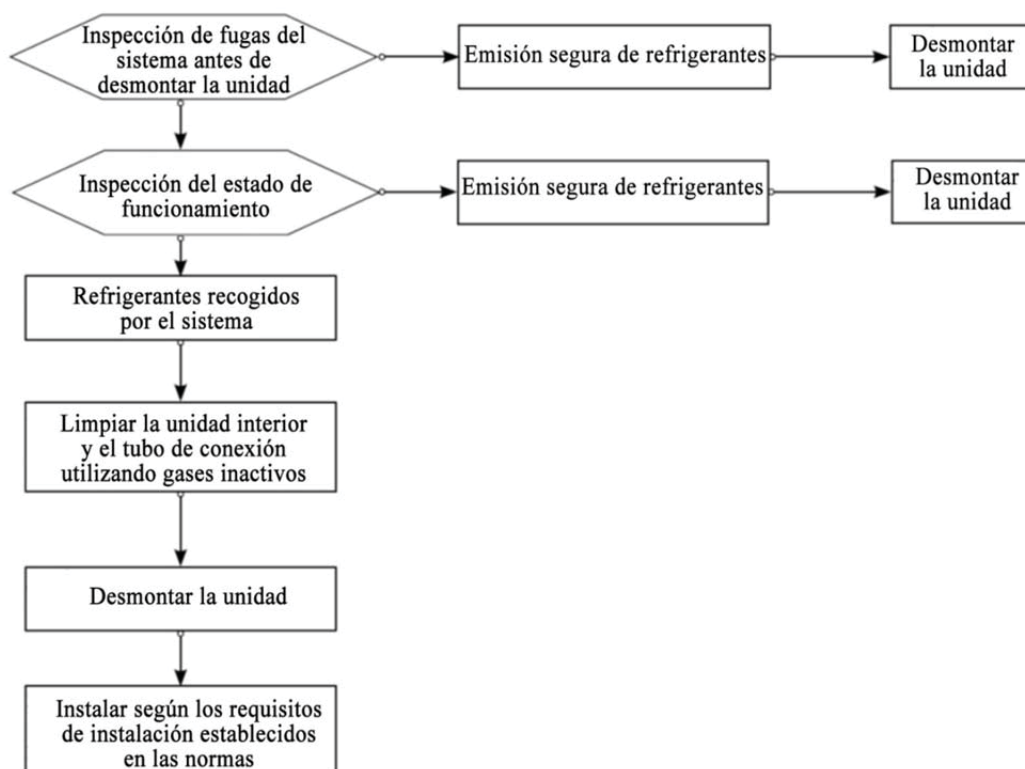 Inspección de fugas del
sistema antes de
desmontar la unidad
Emisión segura de refrigerantes
Desmontar
la unidad
Inspección del estado de
funcionamiento
Emisión segura de refrigerantes
Desmontar
la unidad
Refrigerantes recogidos
por el sistema
Limpiar la unidad interior
y el tubo de conexión
utilizando gases inactivos
Desmontar la unidad
Instalar según los requisitos
de instalación establecidos
en las normas